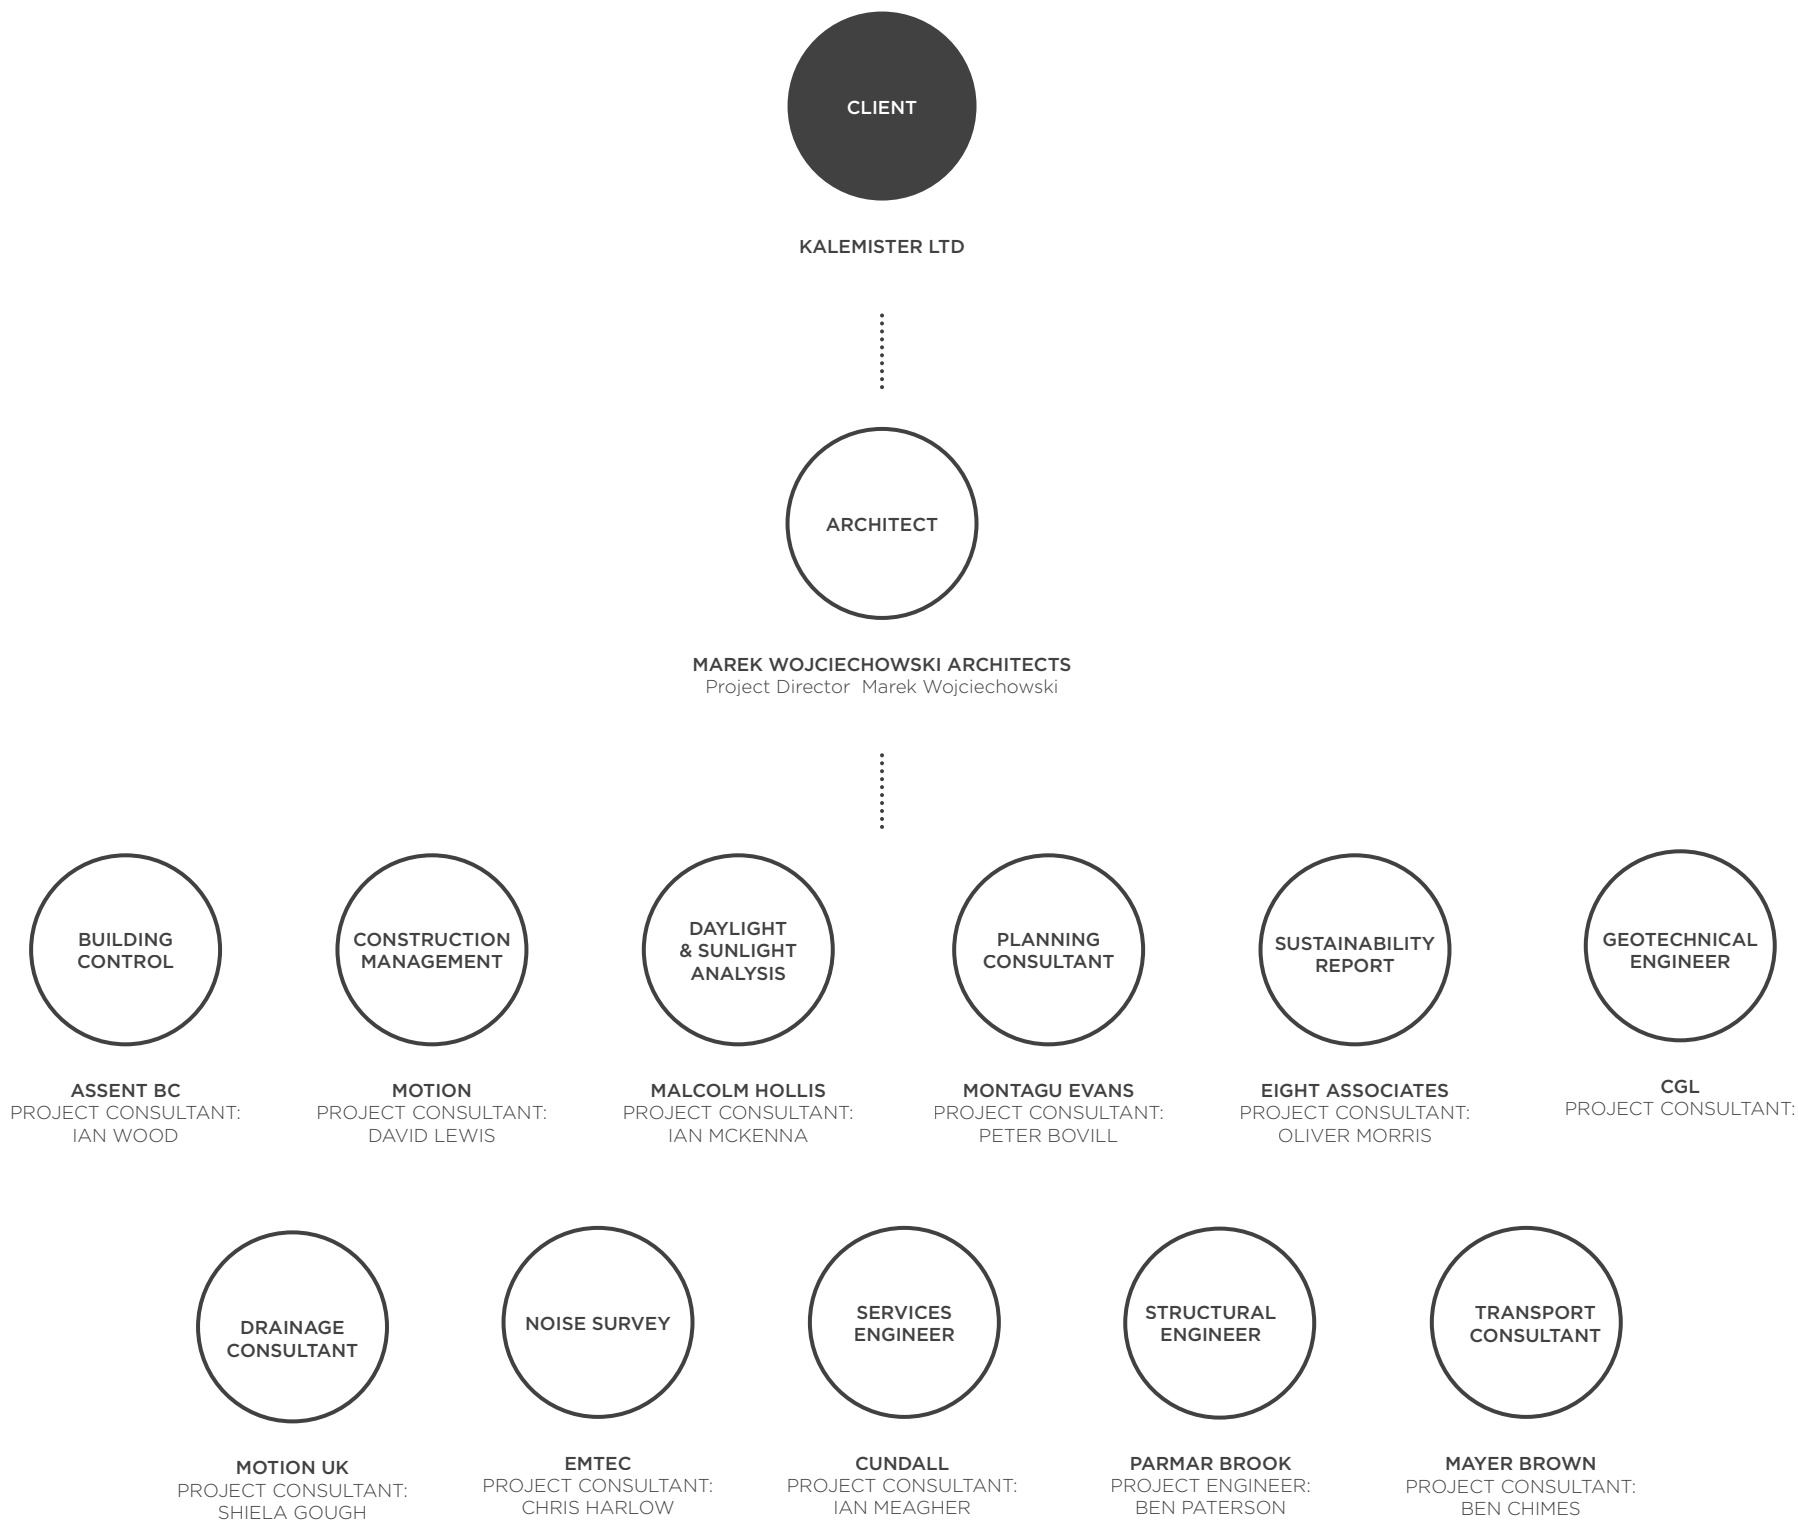 CLIENT
KALEMISTER LTD
ARCHITECT
MAREK WOJCIECHOWSKI ARCHITECTS
Project Director  Marek Wojciechowski
BUILDING
CONTROL
ASSENT BC
PROJECT CONSULTANT:
IAN WOOD
CONSTRUCTION
MANAGEMENT
MOTION
PROJECT CONSULTANT:
DAVID LEWIS
DAYLIGHT
& SUNLIGHT
ANALYSIS
MALCOLM HOLLIS
PROJECT CONSULTANT:
IAN MCKENNA
PLANNING
CONSULTANT
MONTAGU EVANS
PROJECT CONSULTANT:
PETER BOVILL
SUSTAINABILITY
REPORT
EIGHT ASSOCIATES
PROJECT CONSULTANT:
OLIVER MORRIS
GEOTECHNICAL
ENGINEER
CGL
PROJECT CONSULTANT:
DRAINAGE
CONSULTANT
MOTION UK
PROJECT CONSULTANT:
SHIELA GOUGH
NOISE SURVEY
EMTEC
PROJECT CONSULTANT:
CHRIS HARLOW
SERVICES
ENGINEER
CUNDALL
PROJECT CONSULTANT:
IAN MEAGHER
STRUCTURAL
ENGINEER
PARMAR BROOK
PROJECT ENGINEER:
BEN PATERSON
TRANSPORT
CONSULTANT
MAYER BROWN
PROJECT CONSULTANT:
BEN CHIMES